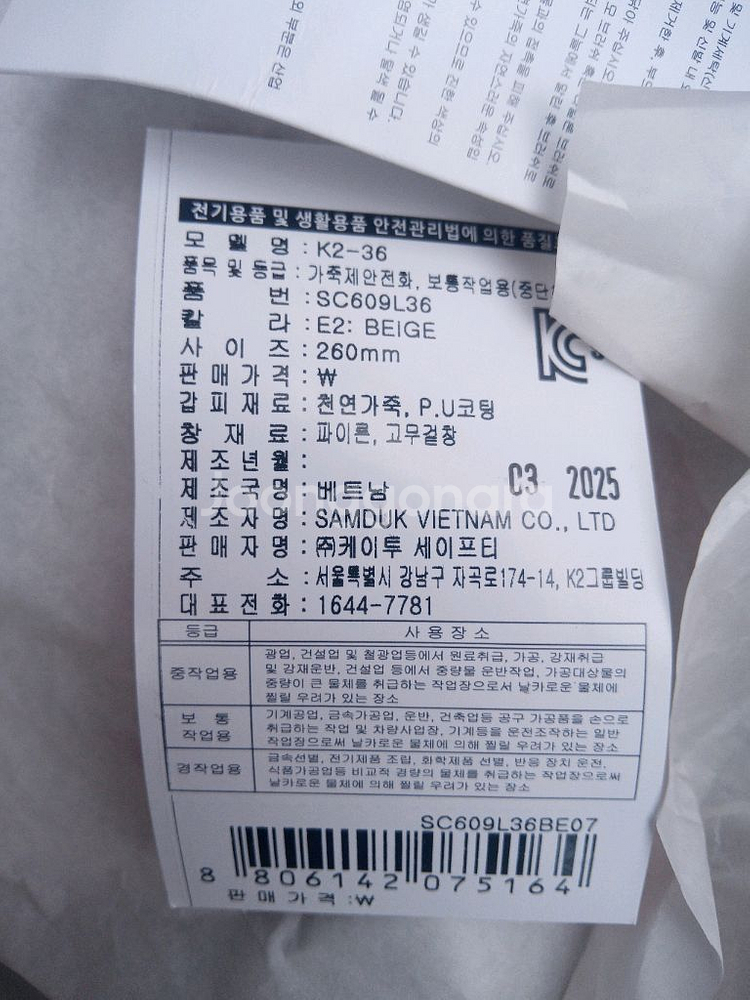 전기용품 및 생활용품 안전관리법에 의한 품질
모 델 명 : K2-36
품목 및 등급 : 가죽제안전화, 보통작업용(중단
품 번 : SC609L36
칼 라 : E2: BEiGE
사 이 즈 : 260mm
판 매 가 격 : ₩
갑 피 재 료 : 천연가죽, P.U코팅
창 재 료 : 파이론, 고무겉창
제 조 년 월 : 03 2025
제 조 국 명 : 베트남
제 조 자 명 : SAMDUK VIETNAM CO., LTD
판 매 자 명 : ㈜케이투 세이프티
주 소 : 서울특별시 강남구 자곡로174-14, K2그룹빌딩
대 표 전 화 : 1644-7781
등급 사 용 장 소
중작업용 광업, 건설업 및 철광업등에서 원료취급, 가공, 강재취급
및 강재운반, 건설업 등에서 중량물 운반작업, 가공대상물의
중량이 큰 물체를 취급하는 작업장으로서 날카로운 물체에
찔릴 우려가 있는 장소
보 통 작업용 기계공업, 금속가공업, 운반, 건축업등 공구 가공품을 손으로
취급하는 작업 및 차량사업장, 기계등을 운전조작하는 일반
작업장으로써 날카로운 물체에 의해 찔릴 우려가 있는 장소
경작업용 금속선별, 전기제품 조립, 화학제품 선별, 반응 장치 운전,
식품가공업등 비교적 경량의 물체를 취급하는 작업장으로써
날카로운 물체에 의해 찔릴 우려가 있는 장소
SC609L36BE07
8 806142 075164
판 매 가 격 :₩
Joonggonara